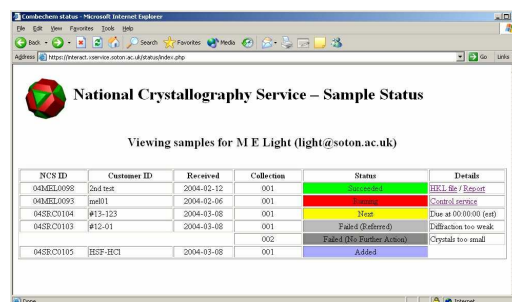 Combechem status - Microsoft Internet Explorer
File Edit View Favorites Tools Help
Back Search Favorites Media
Address https://interact.xservice.soton.ac.uk/status/index.php Go Links
National Crystallography Service – Sample Status
Viewing samples for M E Light (light@soton.ac.uk)
NCS ID Customer ID Received Collection Status Details
04MEL0098 2nd test 2004-02-12 001 Succeeded HKL file / Report
04MEL0093 mel01 2004-02-06 001 Running Control service
04SRC0104 #13-123 2004-03-08 001 Next Due at 00:00:00 (est)
04SRC0103 #12-01 2004-03-08 001 Failed (Referred) Diffraction too weak
002 Failed (No Further Action) Crystals too small
04SRC0105 HSF-HCl 2004-03-08 001 Added
Done Internet